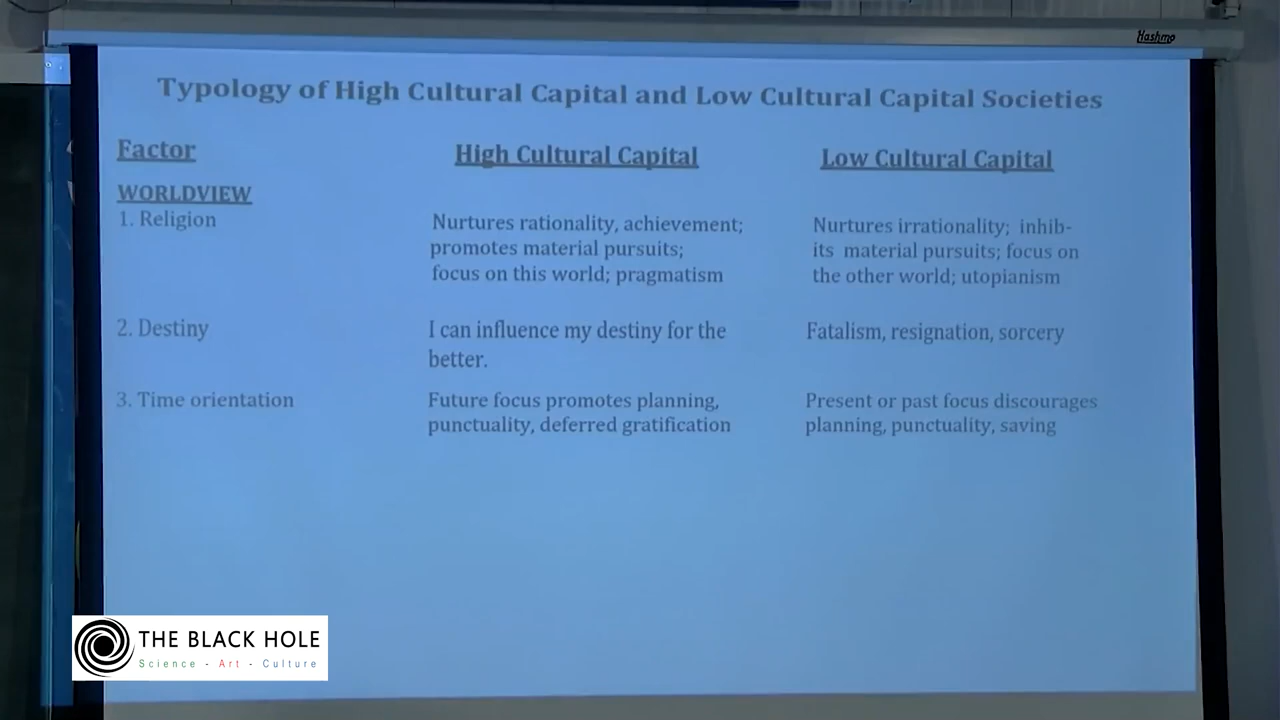 Hashmo
Typology of High Cultural Capital and Low Cultural Capital Societies
Factor
High Cultural Capital
Low Cultural Capital
WORLDVIEW
1. Religion
Nurtures rationality, achievement;
promotes material pursuits;
focus on this world; pragmatism
Nurtures irrationality; inhib-
its material pursuits; focus on
the other world; utopianism
2. Destiny
I can influence my destiny for the
better.
Fatalism, resignation, sorcery
3. Time orientation
Future focus promotes planning,
punctuality, deferred gratification
Present or past focus discourages
planning, punctuality, saving
THE BLACK HOLE
Science - Art - Culture